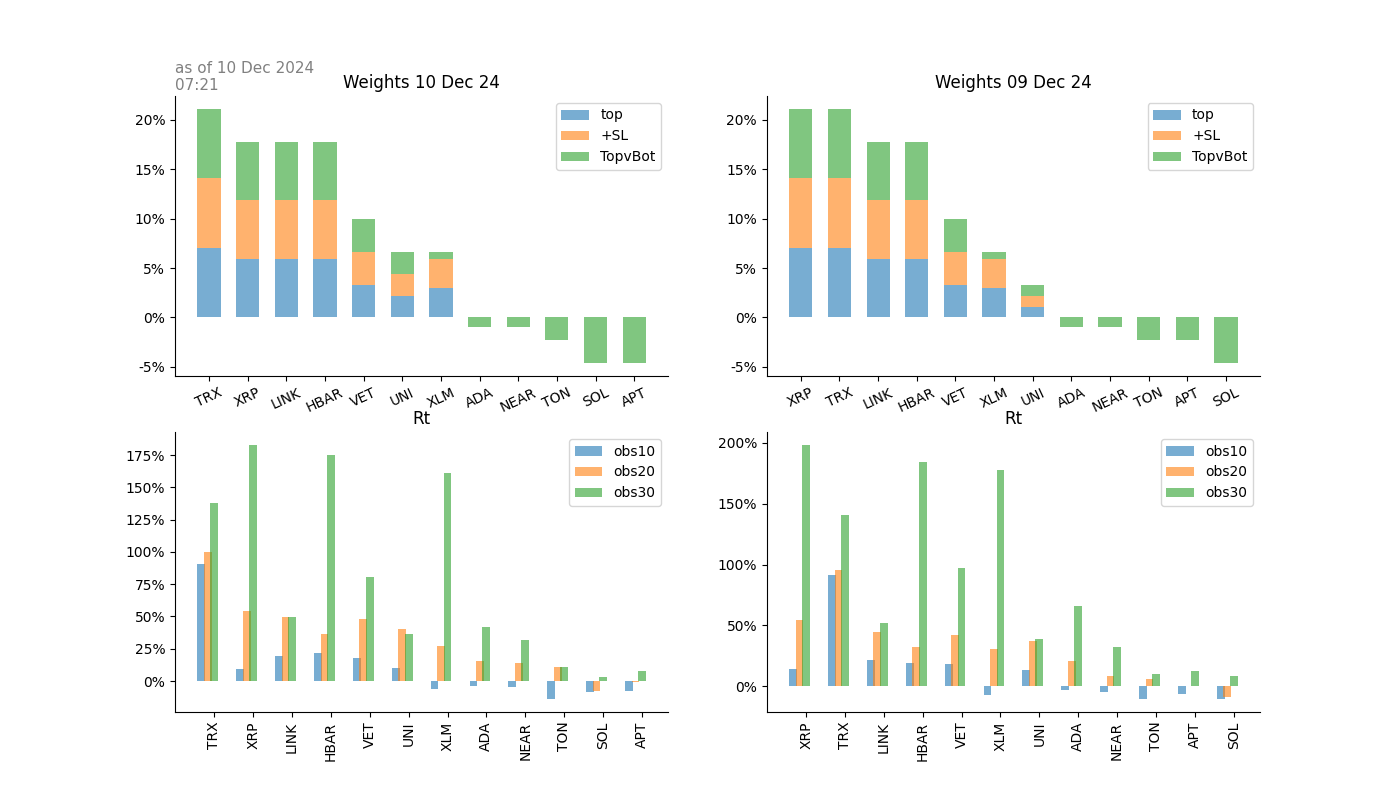 as of 10 Dec 2024
07:21
Weights 10 Dec 24
top
+SL
TopvBot
20%
15%
10%
5%
0%
-5%
TRX XRP LINK HBAR VET UNI XLM ADA NEAR TON SOL APT
Weights 09 Dec 24
top
+SL
TopvBot
20%
15%
10%
5%
0%
-5%
XRP TRX LINK HBAR VET XLM UNI ADA NEAR TON APT SOL
Rt
obs10
obs20
obs30
175%
150%
125%
100%
75%
50%
25%
0%
TRX XRP LINK HBAR VET UNI XLM ADA NEAR TON SOL APT
Rt
obs10
obs20
obs30
200%
150%
100%
50%
0%
XRP TRX LINK HBAR VET XLM UNI ADA NEAR TON APT SOL